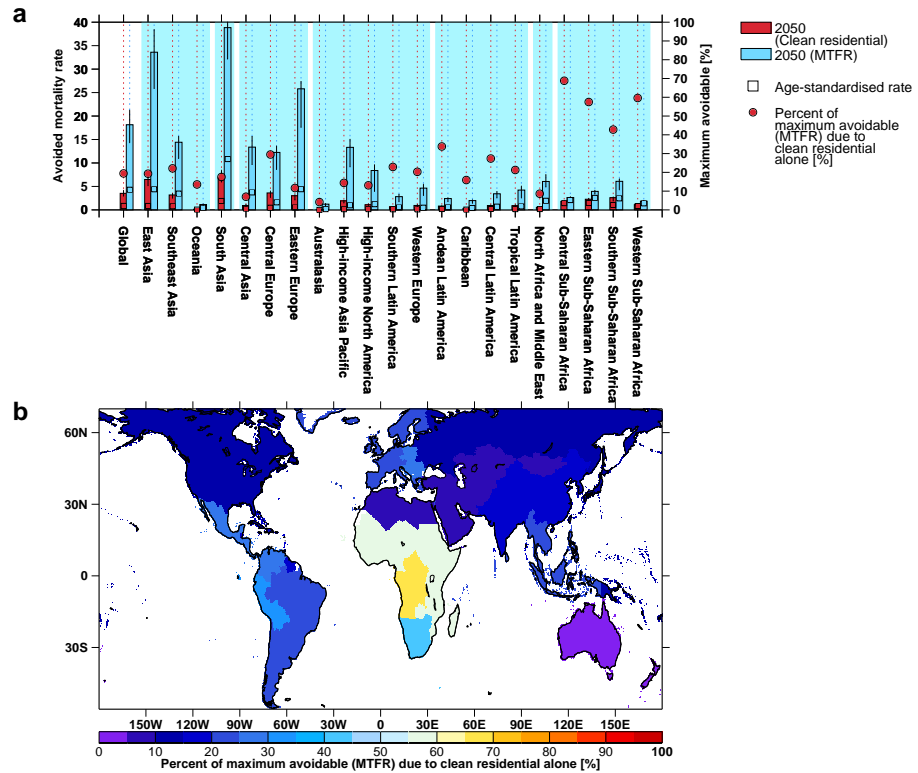 a
Avoided mortality rate
40
35
30
25
20
15
10
5
0
100
90
80
70
60
50
40
30
20
10
0
Maximum avoidable [%]
2050
(Clean residential)
2050 (MTFR)
Age-standardised rate
Percent of
maximum avoidable
(MTFR) due to
clean residential
alone [%]
Global
East Asia
Southeast Asia
Oceania
South Asia
Central Asia
Central Europe
Eastern Europe
Australasia
High-income Asia Pacific
High-income North America
Southern Latin America
Western Europe
Andean Latin America
Caribbean
Central Latin America
Tropical Latin America
North Africa and Middle East
Central Sub-Saharan Africa
Eastern Sub-Saharan Africa
Southern Sub-Saharan Africa
Western Sub-Saharan Africa
b
60N
30N
0
30S
150W 120W 90W 60W 30W 0 30E 60E 90E 120E 150E
0 10 20 30 40 50 60 70 80 90 100
Percent of maximum avoidable (MTFR) due to clean residential alone [%]